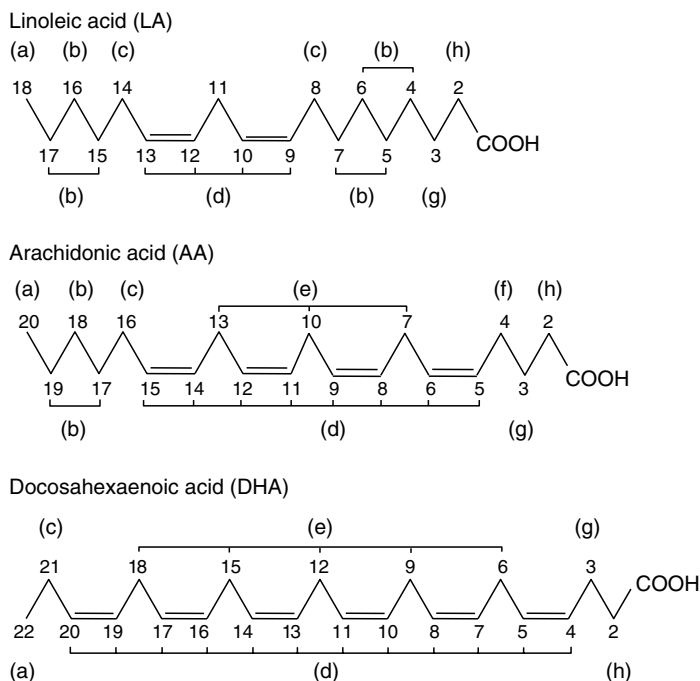 Linoleic acid (LA)
(a) (b) (c) (c) (b) (h)
18 16 14 11 8 6 4 2
COOH
17 15 13 12 10 9 7 5 3
(b) (d) (b) (g)
Arachidonic acid (AA)
(a) (b) (c) (e) (f) (h)
20 18 16 13 10 7 4 2
COOH
19 17 15 14 12 11 9 8 6 5 3
(b) (d) (g)
Docosahexaenoic acid (DHA)
(c) (e) (g)
21 18 15 12 9 6 3
COOH
22 20 19 17 16 14 13 11 10 8 7 5 4 2
(a) (d) (h)